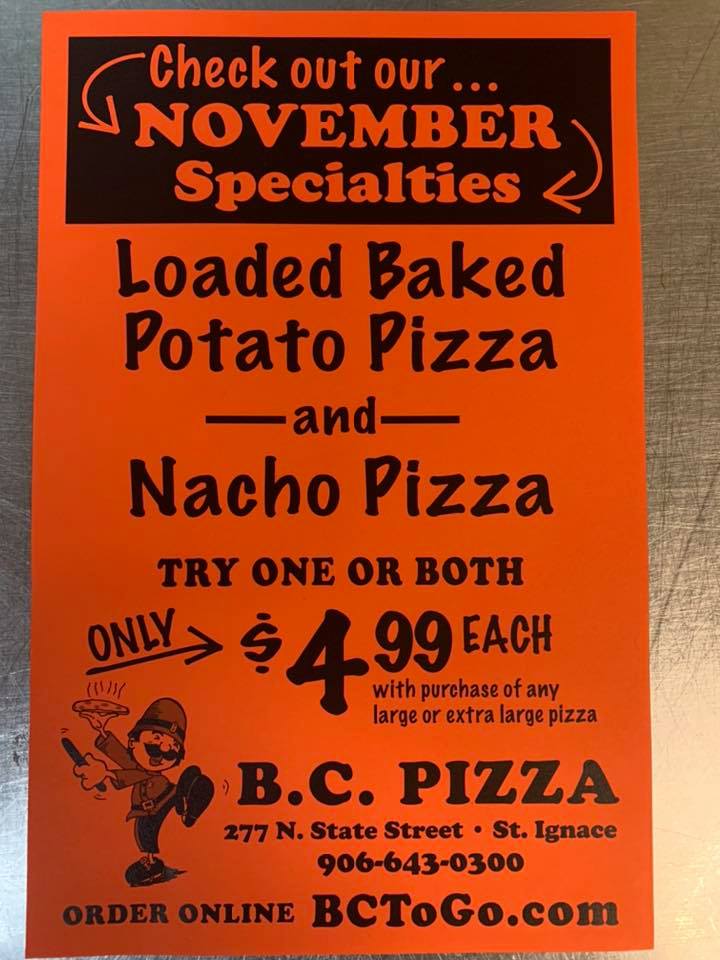 Check out our...
NOVEMBER
Specialties
Loaded Baked
Potato Pizza
—and—
Nacho Pizza
TRY ONE OR BOTH
ONLY $4.99 EACH
with purchase of any
large or extra large pizza
B.C. PIZZA
277 N. State Street • St. Ignace
906-643-0300
ORDER ONLINE BCToGo.com